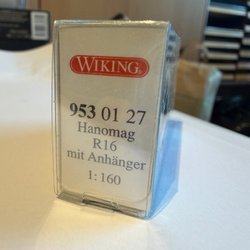 WIKING®
953 01 27
Hanomag
R16
mit Anhänger
1:160